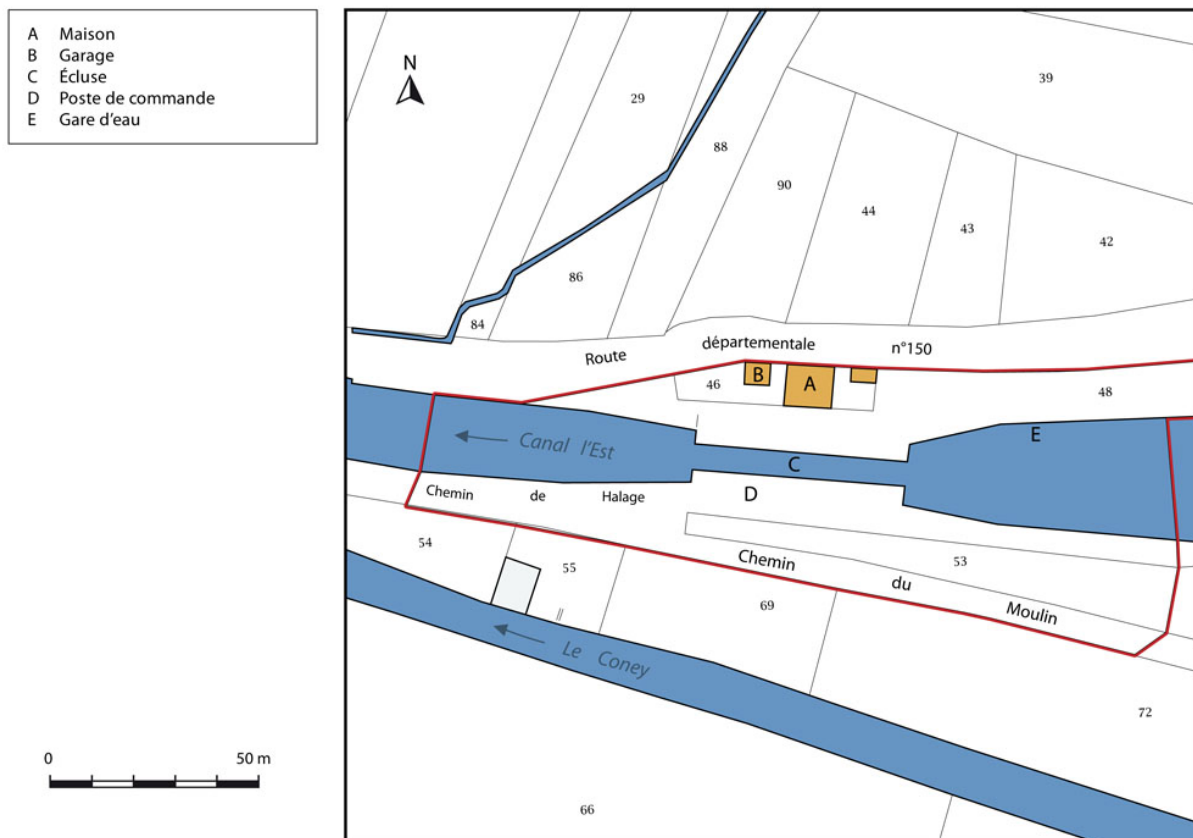 A Maison
B Garage
C Écluse
D Poste de commande
E Gare d'eau
N
39
29
88
90
44
43
42
86
84
Route départementale n°150
B
A
46
48
E
Canal l'Est
C
Chemin de Halage
D
54
55
Chemin du Moulin
53
69
Le Coney
72
0 50 m
66